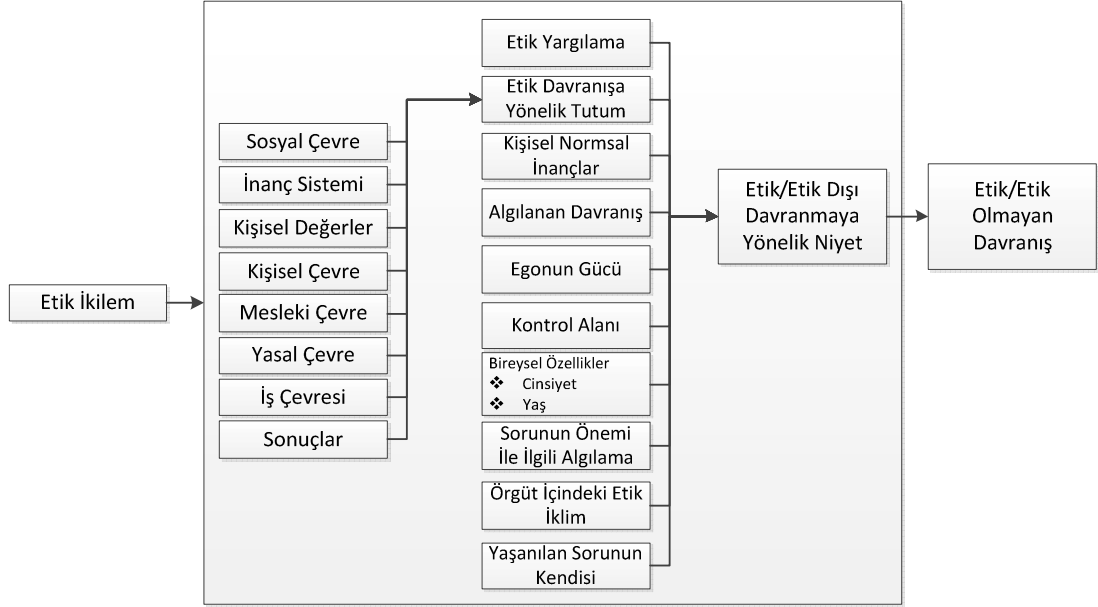 Etik İkilem
Sosyal Çevre
İnanç Sistemi
Kişisel Değerler
Kişisel Çevre
Mesleki Çevre
Yasal Çevre
İş Çevresi
Sonuçlar
Etik Yargılama
Etik Davranışa
Yönelik Tutum
Kişisel Normsal
İnançlar
Algılanan Davranış
Egonun Gücü
Kontrol Alanı
Bireysel Özellikler
❖ Cinsiyet
❖ Yaş
Sorunun Önemi
İle İlgili Algılama
Örgüt İçindeki Etik
İklim
Yaşanılan Sorunun
Kendisi
Etik/Etik Dışı
Davranmaya
Yönelik Niyet
Etik/Etik
Olmayan
Davranış